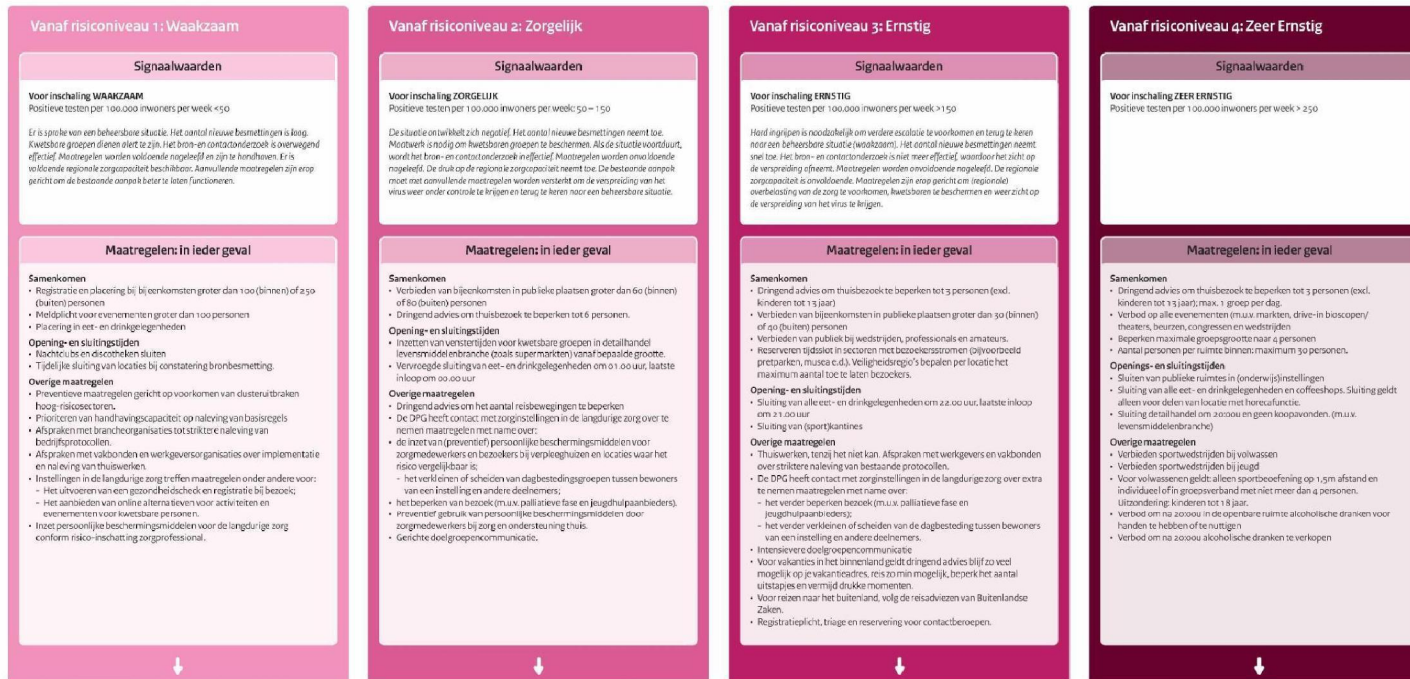 Vanaf risiconiveau 1: Waakzaam
Signaalwaarden
Voor inschaling WAAKZAAM
Positieve testen per 100.000 inwoners per week <50
Er is sprake van een beheersbare situatie. Het aantal nieuwe besmettingen is laag.
Kwetsbare groepen dienen alert te zijn. Het bron- en contactonderzoek is overwegend
effectief. Maatregelen worden voldoende nageleefd en zijn te handhaven. Er is
voldoende regionale zorgcapaciteit beschikbaar. Aanvullende maatregelen zijn erop
gericht om de bestaande aanpak beter te laten functioneren.
Maatregelen: in ieder geval
Samenkomen
• Registratie en placering bij bijeenkomsten groter dan 100 (binnen) of 250
(buiten) personen
• Meldplicht voor evenementen groter dan 100 personen
• Placering in eet- en drinkgelegenheden
Opening- en sluitingstijden
• Nachtclubs en discotheken sluiten
• Tijdelijke sluiting van locaties bij constatering bronbesmetting.
Overige maatregelen
• Preventieve maatregelen gericht op voorkomen van clusteruitbraken
hoog-risicosectoren.
• Prioriteren van handhavingscapaciteit op naleving van basisregels
• Afspraken met brancheorganisaties tot striktere naleving van
bedrijfsprotocollen.
• Afspraken met vakbonden en werkgeversorganisaties over implementatie
en naleving van thuiswerken.
• Instellingen in de langdurige zorg treffen maatregelen onder andere voor:
- Het uitvoeren van een gezondheidscheck en registratie bij bezoek;
- Het aanbieden van online alternatieven voor activiteiten en
evenementen voor kwetsbare personen.
• Inzet persoonlijke beschermingsmiddelen voor de langdurige zorg
conform risico-inschatting zorgprofessional.
Vanaf risiconiveau 2: Zorgelijk
Signaalwaarden
Voor inschaling ZORGELIJK
Positieve testen per 100.000 inwoners per week: 50 – 150
De situatie ontwikkelt zich negatief. Het aantal nieuwe besmettingen neemt toe.
Maatwerk is nodig om kwetsbaren groepen te beschermen. Als de situatie voortduurt,
wordt het bron- en contactonderzoek ineffectief. Maatregelen worden onvoldoende
nageleefd. De druk op de regionale zorgcapaciteit neemt toe. De bestaande aanpak
moet met aanvullende maatregelen worden versterkt om de verspreiding van het
virus weer onder controle te krijgen en terug te keren naar een beheersbare situatie.
Maatregelen: in ieder geval
Samenkomen
• Verbieden van bijeenkomsten in publieke plaatsen groter dan 60 (binnen)
of 80 (buiten) personen
• Dringend advies om thuisbezoek te beperken tot 6 personen.
Opening- en sluitingstijden
• Inzetten van venstertijden voor kwetsbare groepen in detailhandel
levensmiddelenbranche (zoals supermarkten) vanaf bepaalde grootte.
• Vervroegde sluiting van eet- en drinkgelegenheden om 01.00 uur, laatste
inloop om 00.00 uur
Overige maatregelen
• Dringend advies om het aantal reisbewegingen te beperken
• De DPG heeft contact met zorginstellingen in de langdurige zorg over te
nemen maatregelen met name over:
• de inzet van (preventief) persoonlijke beschermingsmiddelen voor
zorgmedewerkers en bezoekers bij verpleeghuizen en locaties waar het
risico vergelijkbaar is;
- het verkleinen of scheiden van dagbestedingsgroepen tussen bewoners
van een instelling en andere deelnemers;
• het beperken van bezoek (m.u.v. palliatieve fase en jeugdhulpaanbieders).
• Preventief gebruik van persoonlijke beschermingsmiddelen door
zorgmedewerkers bij zorg en ondersteuning thuis.
• Gerichte doelgroepencommunicatie.
Vanaf risiconiveau 3: Ernstig
Signaalwaarden
Voor inschaling ERNSTIG
Positieve testen per 100.000 inwoners per week >150
Hard ingrijpen is noodzakelijk om verdere escalatie te voorkomen en terug te keren
naar een beheersbare situatie (waakzaam). Het aantal nieuwe besmettingen neemt
snel toe. Het bron- en contactonderzoek is niet meer effectief, waardoor het zicht op
de verspreiding afneemt. Maatregelen worden onvoldoende nageleefd. De regionale
zorgcapaciteit is onvoldoende. Maatregelen zijn erop gericht om (regionale)
overbelasting van de zorg te voorkomen, kwetsbaren te beschermen en weer zicht op
de verspreiding van het virus te krijgen.
Maatregelen: in ieder geval
Samenkomen
• Dringend advies om thuisbezoek te beperken tot 3 personen (excl.
kinderen tot 13 jaar)
• Verbieden van bijeenkomsten in publieke plaatsen groter dan 30 (binnen)
of 40 (buiten) personen
• Verbieden van publiek bij wedstrijden, professionals en amateurs.
• Reserveren tijdsslot in sectoren met bezoekersstromen (bijvoorbeeld
pretparken, musea e.d.). Veiligheidsregio's bepalen per locatie het
maximum aantal toe te laten bezoekers.
Opening- en sluitingstijden
• Sluiting van alle eet- en drinkgelegenheden om 22.00 uur, laatste inloop
om 21.00 uur
• Sluiting van (sport)kantines
Overige maatregelen
• Thuiswerken, tenzij het niet kan. Afspraken met werkgevers en vakbonden
over striktere naleving van bestaande protocollen.
• De DPG heeft contact met zorginstellingen in de langdurige zorg over extra
te nemen maatregelen met name over:
- het verder beperken bezoek (m.u.v. palliatieve fase en
jeugdhulpaanbieders);
- het verder verkleinen of scheiden van de dagbesteding tussen bewoners
van een instelling en andere deelnemers.
• Intensievere doelgroepencommunicatie
• Voor vakanties in het binnenland geldt dringend advies blijf zo veel
mogelijk op je vakantieadres, reis zo min mogelijk, beperk het aantal
uitstapjes en vermijd drukke momenten.
• Voor reizen naar het buitenland, volg de reisadviezen van Buitenlandse
Zaken.
• Registratieplicht, triage en reservering voor contactberoepen.
Vanaf risiconiveau 4: Zeer Ernstig
Signaalwaarden
Voor inschaling ZEER ERNSTIG
Positieve testen per 100.000 inwoners per week > 250
Maatregelen: in ieder geval
Samenkomen
• Dringend advies om thuisbezoek te beperken tot 3 personen (excl.
kinderen tot 13 jaar); max. 1 groep per dag.
• Verbod op alle evenementen (m.u.v. markten, drive-in bioscopen/
theaters, beurzen, congressen en wedstrijden
• Beperken maximale groepsgrootte naar 4 personen
• Aantal personen per ruimte binnen: maximum 30 personen.
Openings- en sluitingstijden
• Sluiten van publieke ruimtes in (onderwijs)instellingen
• Sluiting van alle eet- en drinkgelegenheden en coffeeshops. Sluiting geldt
alleen voor delen van locatie met horecafunctie.
• Sluiting detailhandel om 20:00u en geen koopavonden. (m.u.v.
levensmiddelenbranche)
Overige maatregelen
• Verbieden sportwedstrijden bij volwassen
• Verbieden sportwedstrijden bij jeugd
• Voor volwassenen geldt: alleen sportbeoefening op 1,5m afstand en
individueel of in groepsverband met niet meer dan 4 personen.
Uitzondering: kinderen tot 18 jaar.
• Verbod om na 20:00u in de openbare ruimte alcoholische dranken voor
handen te hebben of te nuttigen
• Verbod om na 20:00u alcoholische dranken te verkopen